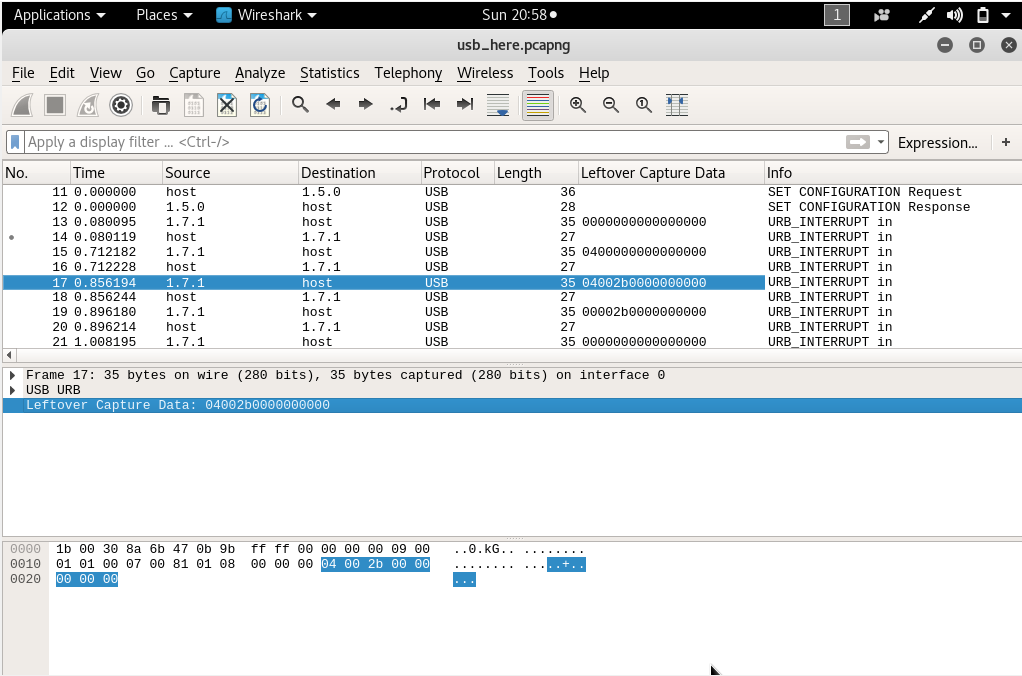 Applications Places Wireshark Sun 20:58 1
usb_here.pcapng
File Edit View Go Capture Analyze Statistics Telephony Wireless Tools Help
Apply a display filter ... <Ctrl-/> Expression... +
No. Time Source Destination Protocol Length Leftover Capture Data Info
11 0.000000 host 1.5.0 USB 36 SET CONFIGURATION Request
12 0.000000 1.5.0 host USB 28 SET CONFIGURATION Response
13 0.080095 1.7.1 host USB 35 0000000000000000 URB_INTERRUPT in
14 0.080119 host 1.7.1 USB 27 URB_INTERRUPT in
15 0.712182 1.7.1 host USB 35 0400000000000000 URB_INTERRUPT in
16 0.712228 host 1.7.1 USB 27 URB_INTERRUPT in
17 0.856194 1.7.1 host USB 35 04002b0000000000 URB_INTERRUPT in
18 0.856244 host 1.7.1 USB 27 URB_INTERRUPT in
19 0.896180 1.7.1 host USB 35 00002b0000000000 URB_INTERRUPT in
20 0.896214 host 1.7.1 USB 27 URB_INTERRUPT in
21 1.008195 1.7.1 host USB 35 0000000000000000 URB_INTERRUPT in
Frame 17: 35 bytes on wire (280 bits), 35 bytes captured (280 bits) on interface 0
USB URB
Leftover Capture Data: 04002b0000000000
0000 1b 00 30 8a 6b 47 0b 9b ff ff 00 00 00 00 09 00 ..0.kG.. ........
0010 01 01 00 07 00 81 01 08 00 00 00 04 00 2b 00 00 ........ .....+..
0020 00 00 00 ...